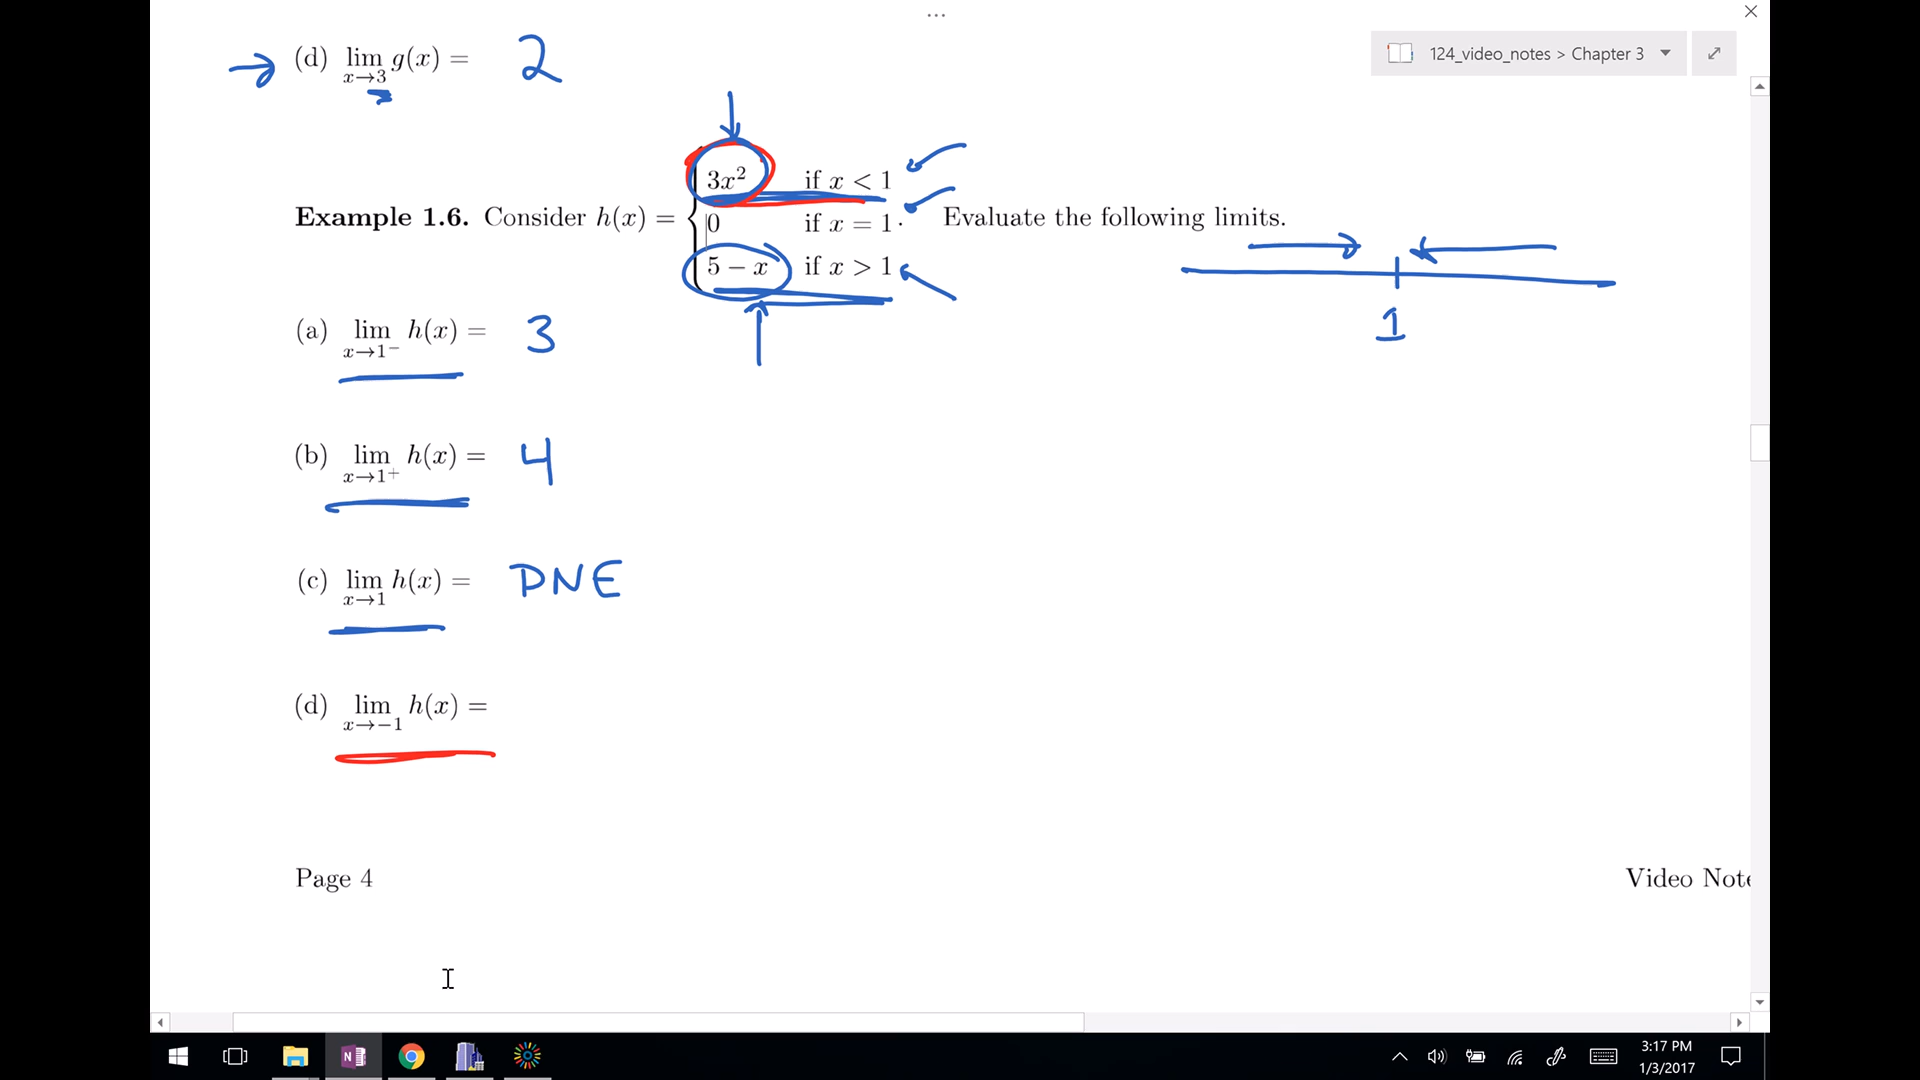 ...
(d) lim x→3 g(x) = 2
124_video_notes > Chapter 3
3x² if x < 1
Example 1.6. Consider h(x) = { 0 if x = 1 . Evaluate the following limits.
5 − x if x > 1
1
(a) lim x→1⁻ h(x) = 3
(b) lim x→1⁺ h(x) = 4
(c) lim x→1 h(x) = DNE
(d) lim x→−1 h(x) =
Page 4
Video Note
3:17 PM
1/3/2017